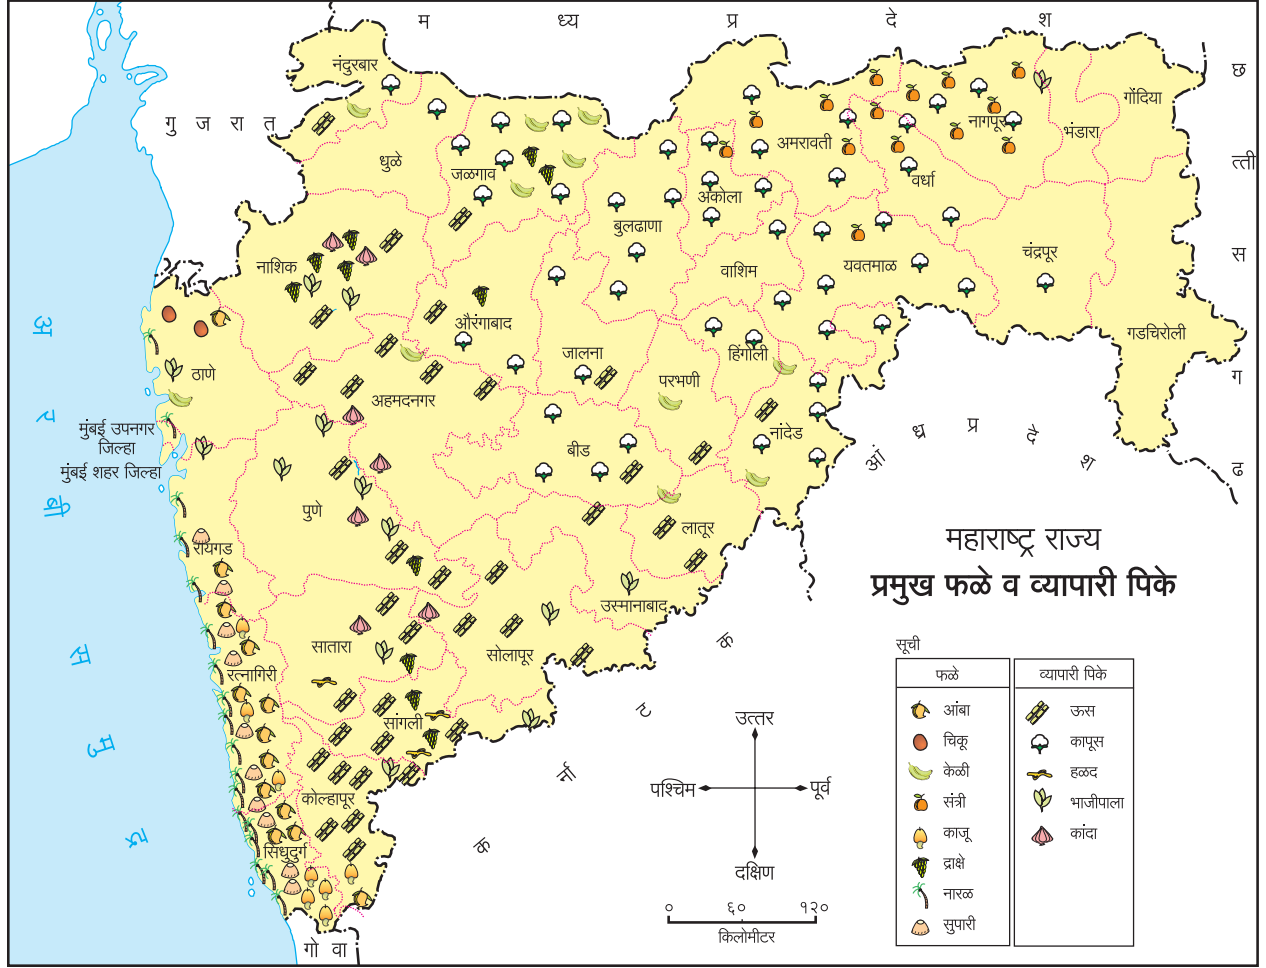 म ध्य प्र दे श
नंदुरबार
गु ज रा त
धुळे
जळगाव
अमरावती
नागपूर
भंडारा
गोंदिया
वर्धा
अकोला
बुलढाणा
वाशिम
यवतमाळ
चंद्रपूर
गडचिरोली
छ
त्ती
स
ग
ढ
नाशिक
औरंगाबाद
जालना
हिंगोली
परभणी
नांदेड
ठाणे
अहमदनगर
बीड
मुंबई उपनगर
जिल्हा
मुंबई शहर जिल्हा
पुणे
लातूर
उस्मानाबाद
रायगड
सातारा
सोलापूर
रत्नागिरी
सांगली
कोल्हापूर
सिंधुदुर्ग
गो वा
अ र बी स मु द्र
आं ध्र प्र दे श
क र्ना ट क
महाराष्ट्र राज्य
प्रमुख फळे व व्यापारी पिके
सूची
फळे
आंबा
चिकू
केळी
संत्री
काजू
द्राक्षे
नारळ
सुपारी
व्यापारी पिके
ऊस
कापूस
हळद
भाजीपाला
कांदा
उत्तर
पश्चिम
पूर्व
दक्षिण
० ६० १२०
किलोमीटर